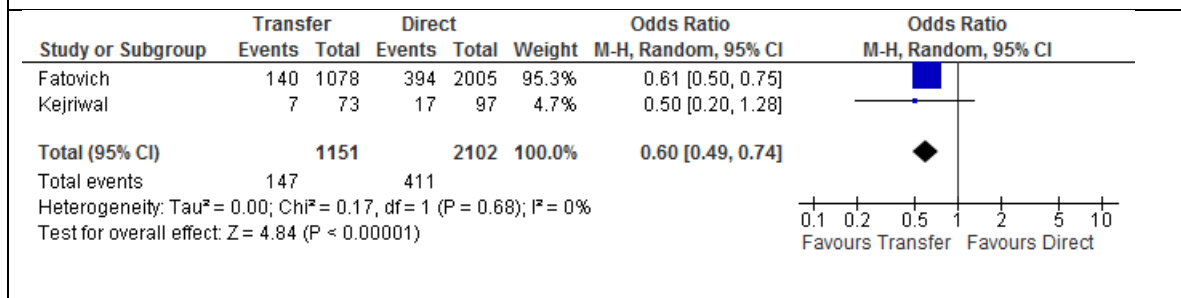 Transfer Direct Odds Ratio Odds Ratio
Study or Subgroup Events Total Events Total Weight M-H, Random, 95% CI M-H, Random, 95% CI
Fatovich 140 1078 394 2005 95.3% 0.61 [0.50, 0.75]
Kejriwal 7 73 17 97 4.7% 0.50 [0.20, 1.28]
Total (95% CI) 1151 2102 100.0% 0.60 [0.49, 0.74]
Total events 147 411
Heterogeneity: Tau² = 0.00; Chi² = 0.17, df = 1 (P = 0.68); I² = 0%
Test for overall effect: Z = 4.84 (P < 0.00001)
0.1 0.2 0.5 1 2 5 10
Favours Transfer Favours Direct